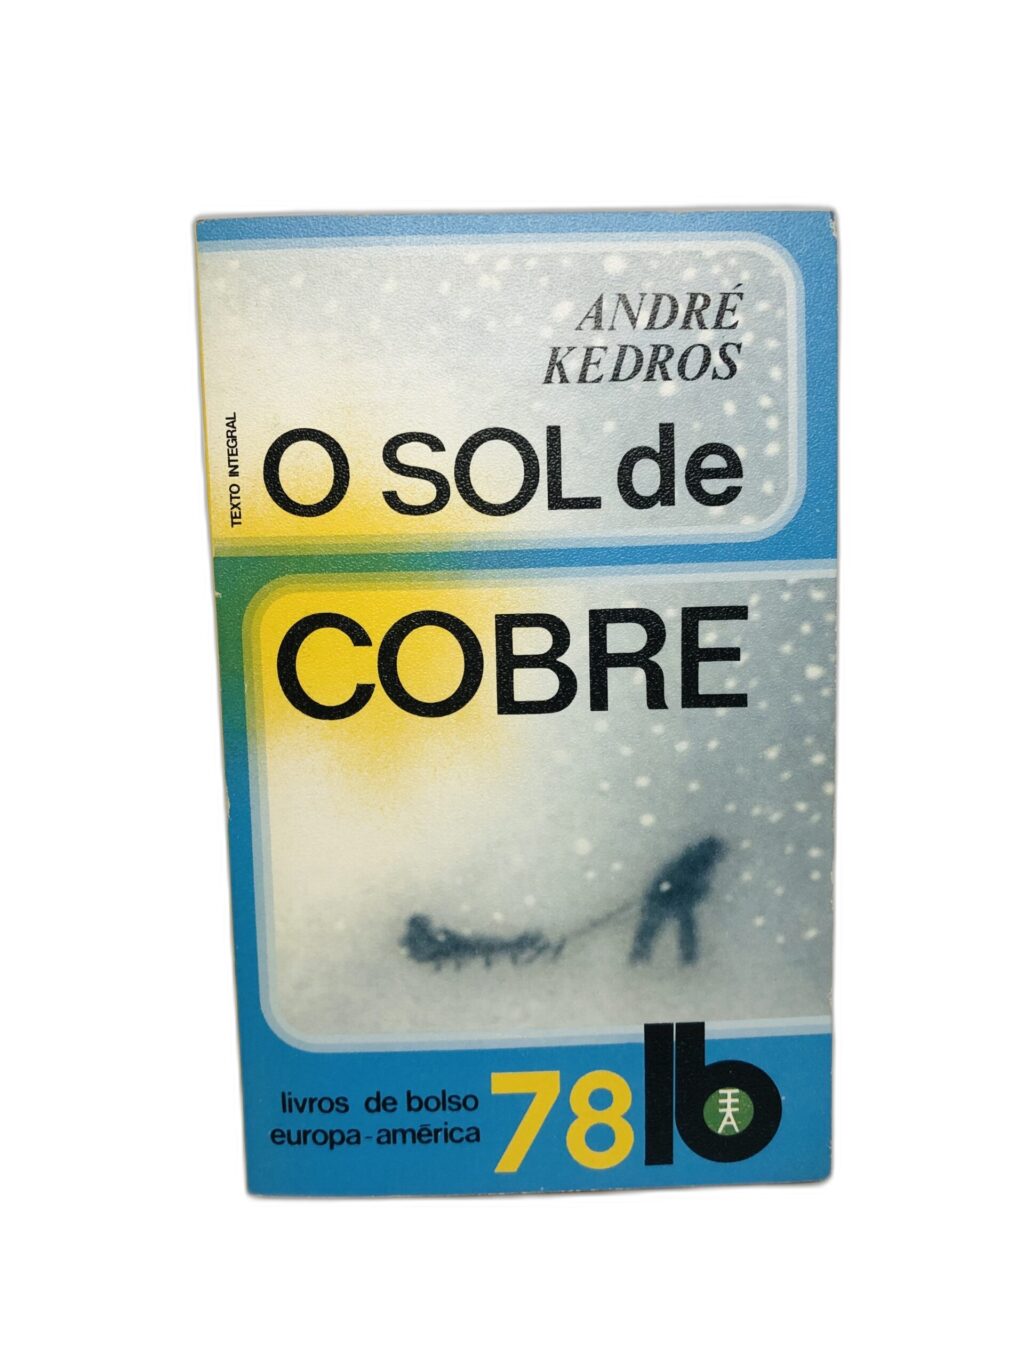 ANDRÉ
KEDROS
TEXTO INTEGRAL
O SOL de
COBRE
livros de bolso
europa-américa
78
lb